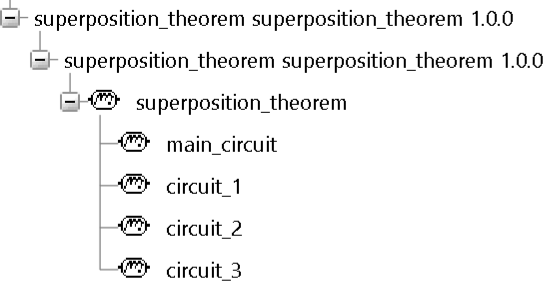 superposition_theorem superposition_theorem 1.0.0
superposition_theorem superposition_theorem 1.0.0
superposition_theorem
main_circuit
circuit_1
circuit_2
circuit_3